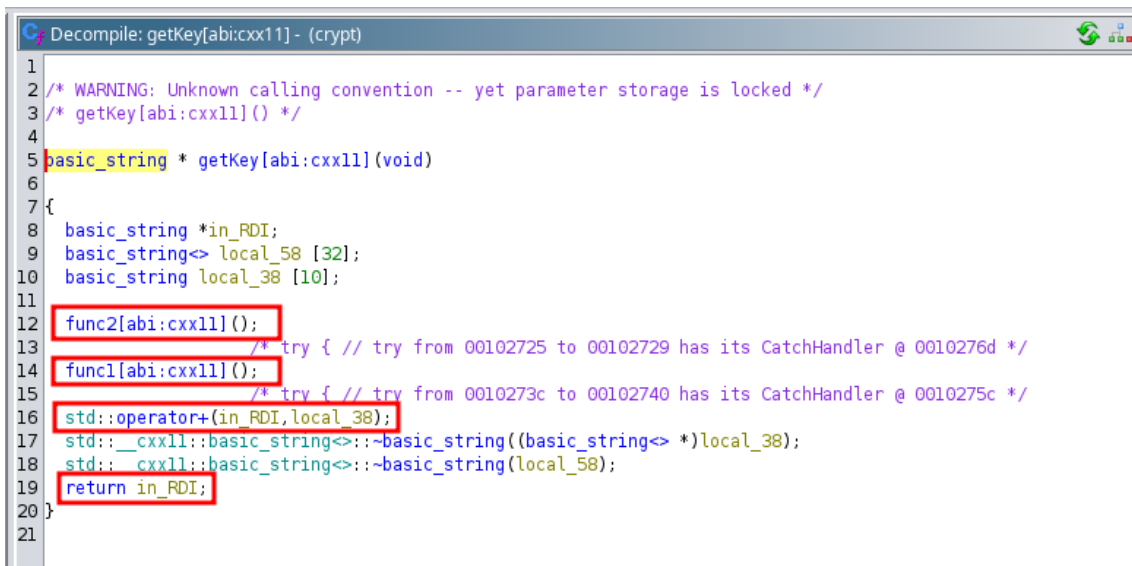 Decompile: getKey[abi:cxx11] - (crypt)
1
2 /* WARNING: Unknown calling convention -- yet parameter storage is locked */
3 /* getKey[abi:cxx11]() */
4
5 basic_string * getKey[abi:cxx11](void)
6
7 {
8   basic_string *in_RDI;
9   basic_string<> local_58 [32];
10   basic_string local_38 [10];
11
12   func2[abi:cxx11]();
13                     /* try { // try from 00102725 to 00102729 has its CatchHandler @ 0010276d */
14   func1[abi:cxx11]();
15                     /* try { // try from 0010273c to 00102740 has its CatchHandler @ 0010275c */
16   std::operator+(in_RDI,local_38);
17   std::__cxx11::basic_string<>::~basic_string((basic_string<> *)local_38);
18   std::__cxx11::basic_string<>::~basic_string(local_58);
19   return in_RDI;
20 }
21